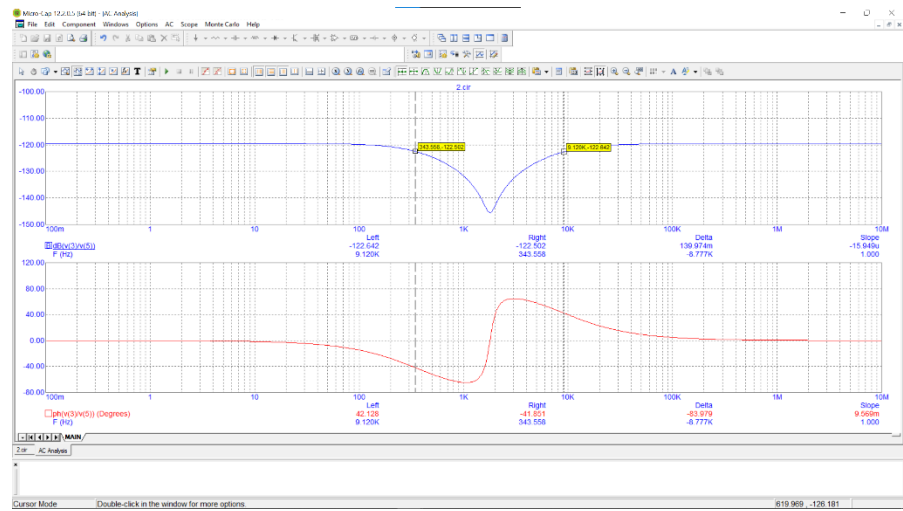 Micro-Cap 12.2.0.5 (64 bit) - [AC Analysis]
File Edit Component Windows Options AC Scope Monte Carlo Help
T
A
2.cir
-100.00
-110.00
-120.00
-130.00
-140.00
-150.00
343.558,-122.502
9.120K,-122.642
100m 1 10 100 1K 10K 100K 1M 10M
Left Right Delta Slope
dB(v(3)/v(5)) -122.642 -122.502 139.974m -15.949u
F (Hz) 9.120K 343.558 -8.777K 1.000
120.00
80.00
40.00
0.00
-40.00
-80.00
100m 1 10 100 1K 10K 100K 1M 10M
Left Right Delta Slope
ph(v(3)/v(5)) (Degrees) 42.128 -41.851 -83.979 9.569m
F (Hz) 9.120K 343.558 -8.777K 1.000
MAIN
2.cir AC Analysis
Cursor Mode Double-click in the window for more options. 619.969 , -126.181